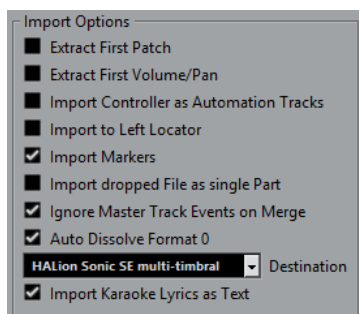 Import Options
Extract First Patch
Extract First Volume/Pan
Import Controller as Automation Tracks
Import to Left Locator
Import Markers
Import dropped File as single Part
Ignore Master Track Events on Merge
Auto Dissolve Format 0
HALion Sonic SE multi-timbral Destination
Import Karaoke Lyrics as Text